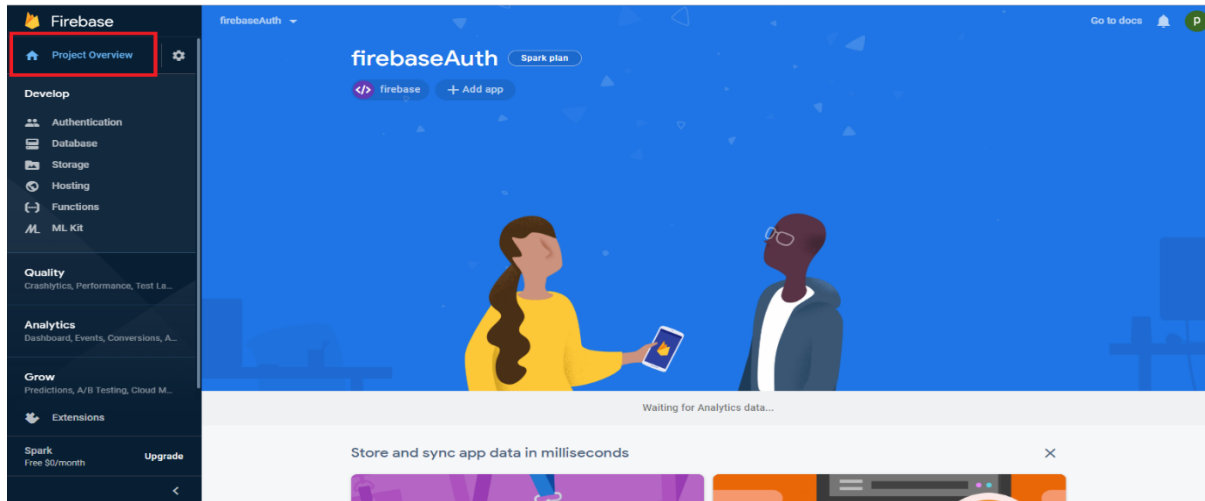 Firebase
Project Overview
Develop
Authentication
Database
Storage
Hosting
Functions
ML Kit
Quality
Crashlytics, Performance, Test La...
Analytics
Dashboard, Events, Conversions, A...
Grow
Predictions, A/B Testing, Cloud M...
Extensions
Spark
Free $0/month
Upgrade
firebaseAuth
Go to docs
p
firebaseAuth
Spark plan
firebase
+ Add app
Waiting for Analytics data...
Store and sync app data in milliseconds